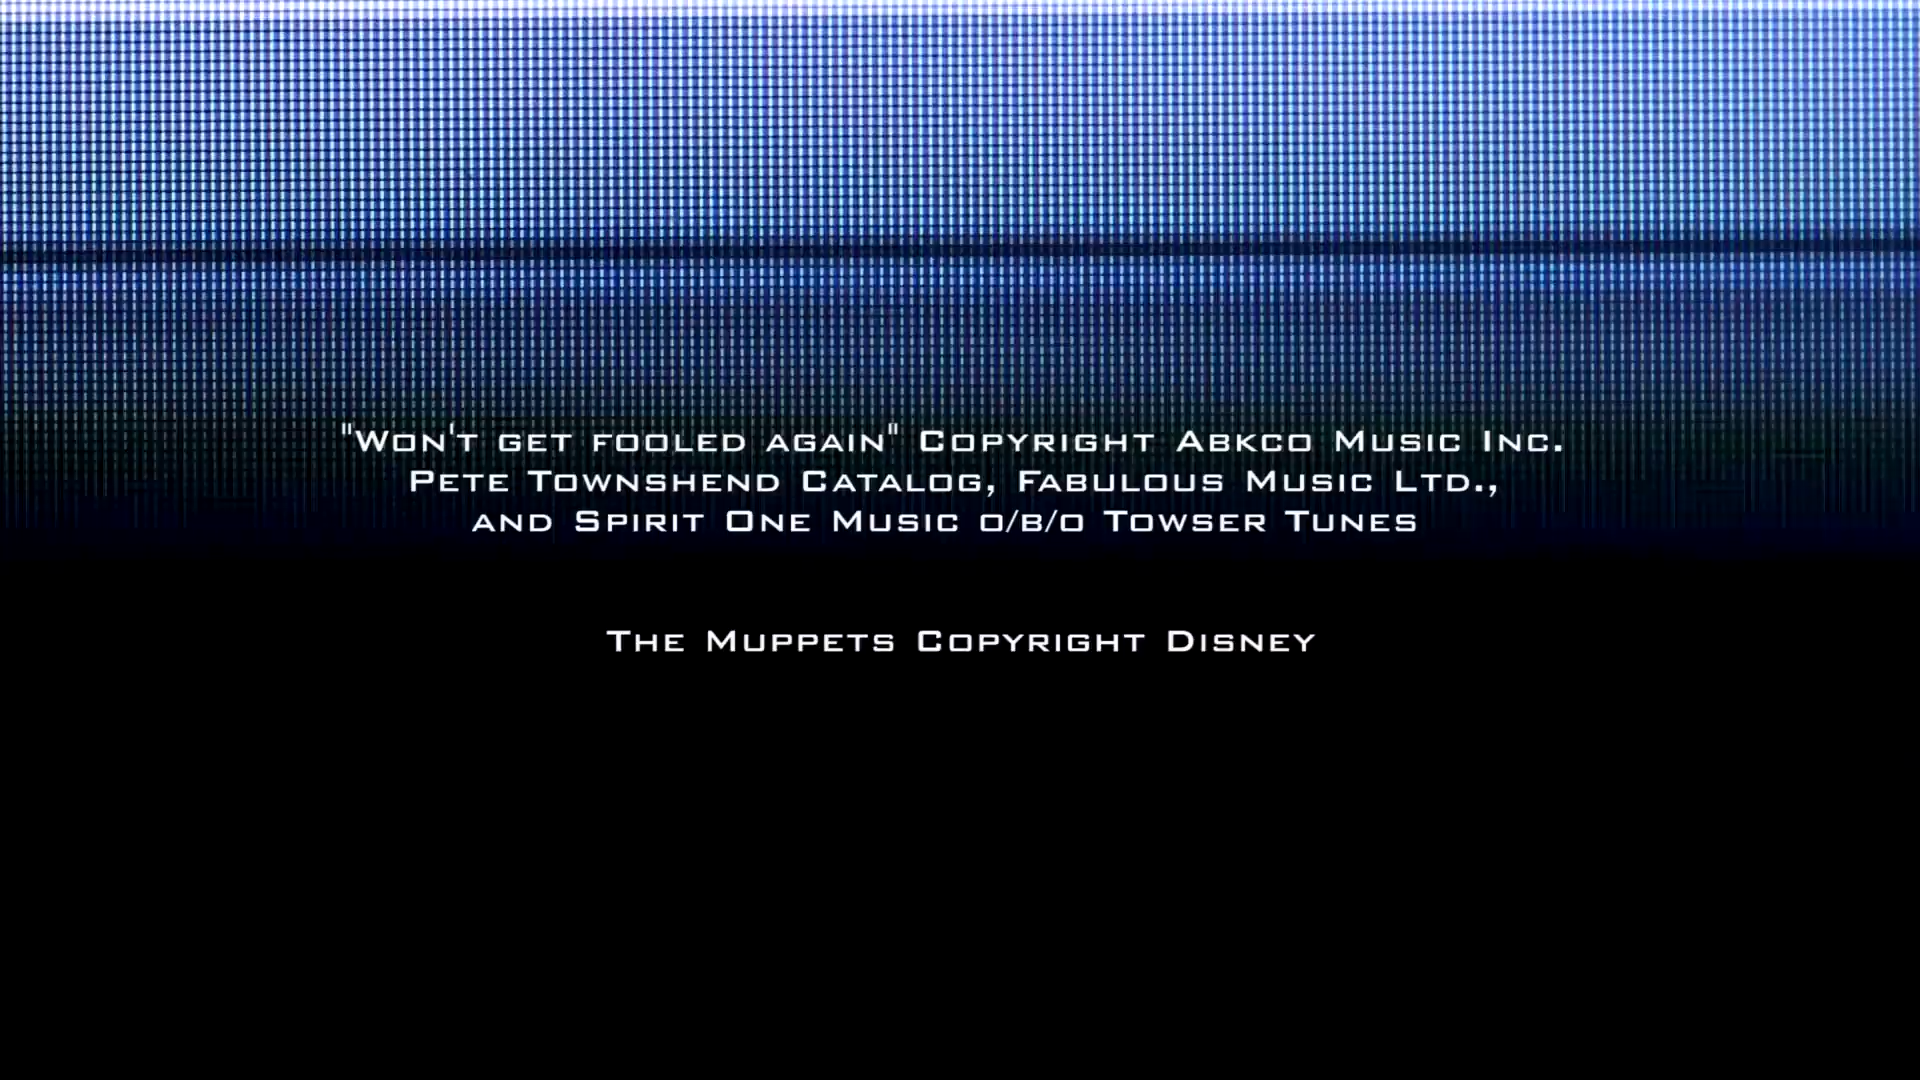 "Won't get fooled again" Copyright Abkco Music Inc.
Pete Townshend Catalog, Fabulous Music Ltd.,
and Spirit One Music o/b/o Towser Tunes
The Muppets Copyright Disney